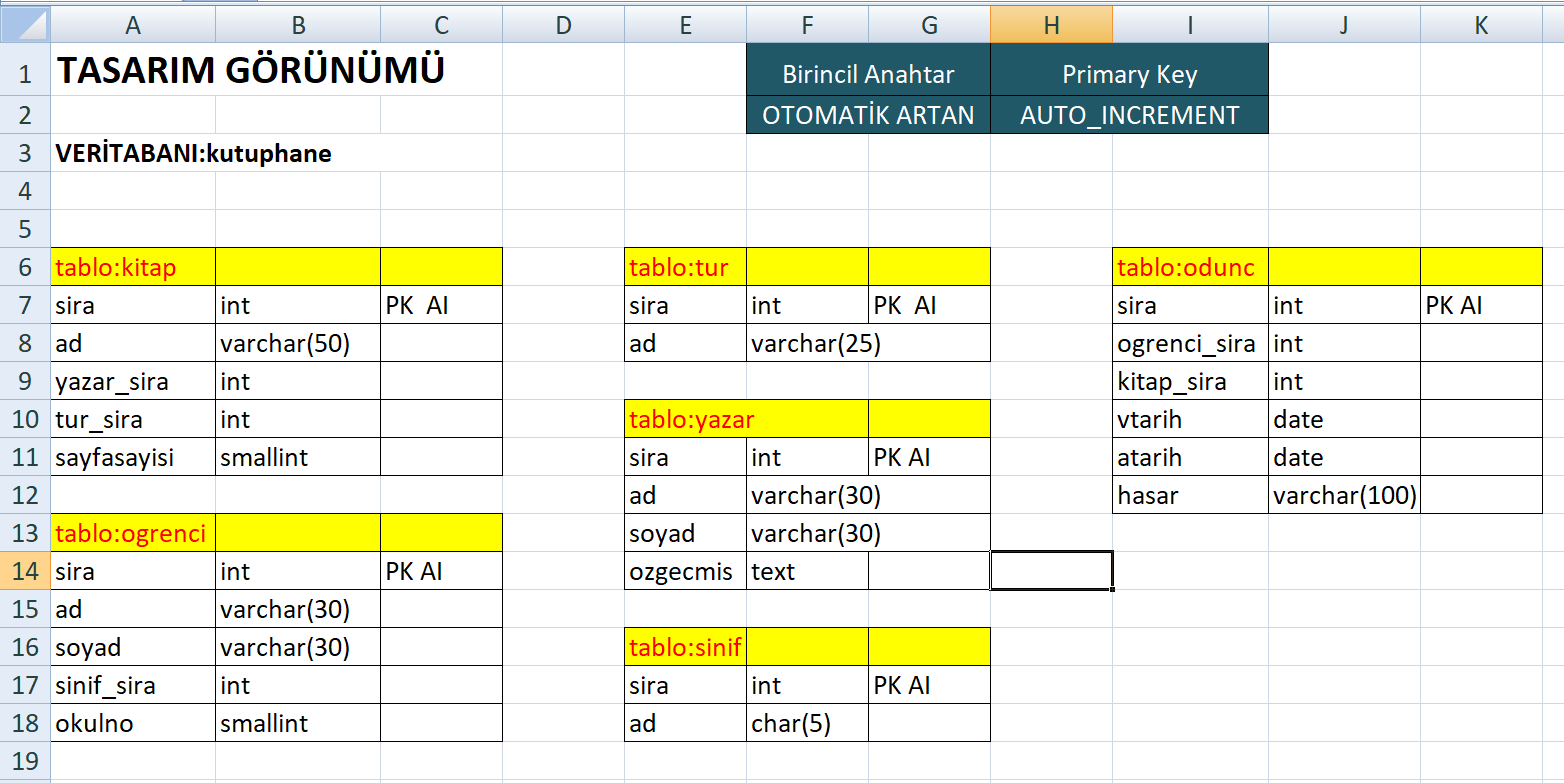 A B C D E F G H I J K
1 TASARIM GÖRÜNÜMÜ Birincil Anahtar Primary Key
2 OTOMATİK ARTAN AUTO_INCREMENT
3 VERİTABANI:kutuphane
4
5
6 tablo:kitap tablo:tur tablo:odunc
7 sira int PK AI sira int PK AI sira int PK AI
8 ad varchar(50) ad varchar(25) ogrenci_sira int
9 yazar_sira int kitap_sira int
10 tur_sira int tablo:yazar vtarih date
11 sayfasayisi smallint sira int PK AI atarih date
12 ad varchar(30) hasar varchar(100)
13 tablo:ogrenci soyad varchar(30)
14 sira int PK AI ozgecmis text
15 ad varchar(30)
16 soyad varchar(30) tablo:sinif
17 sinif_sira int sira int PK AI
18 okulno smallint ad char(5)
19